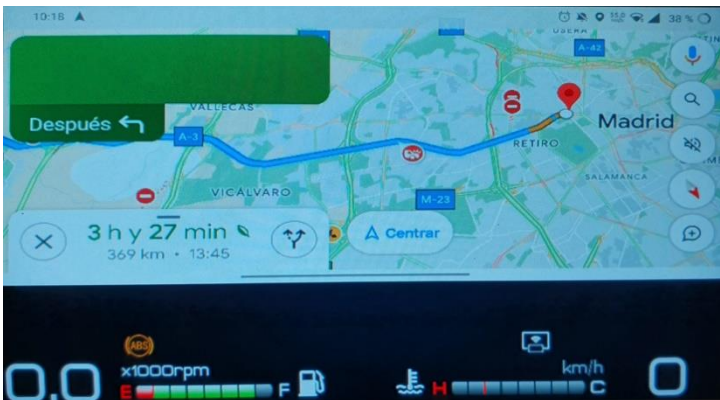 10:18
38 %
USERA
A-42
VALLECAS
Después
A-3
Madrid
RETIRO
SALAMANCA
VICÁLVARO
M-23
3 h y 27 min
Centrar
369 km • 13:45
ABS
x1000rpm
km/h
0.0
E
F
H
C
0